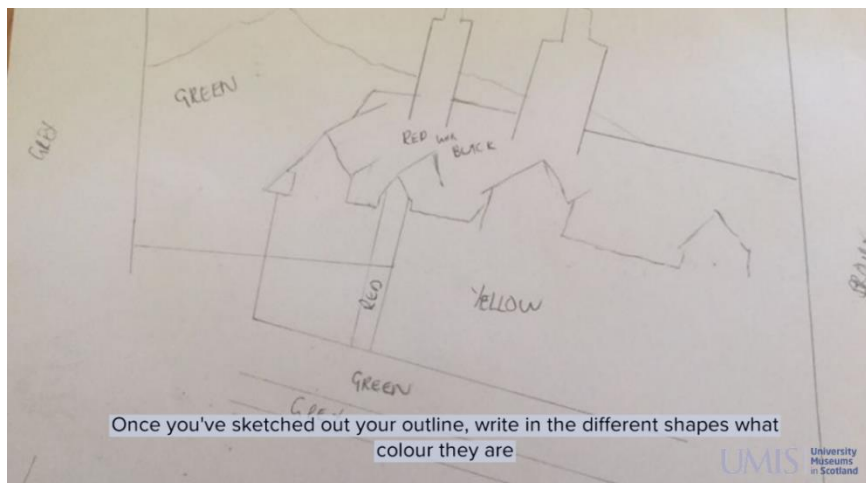 GREEN
GREY
RED
BLACK
RED
YELLOW
GREEN
Once you've sketched out your outline, write in the different shapes what
colour they are
UMIS University
Museums
in Scotland